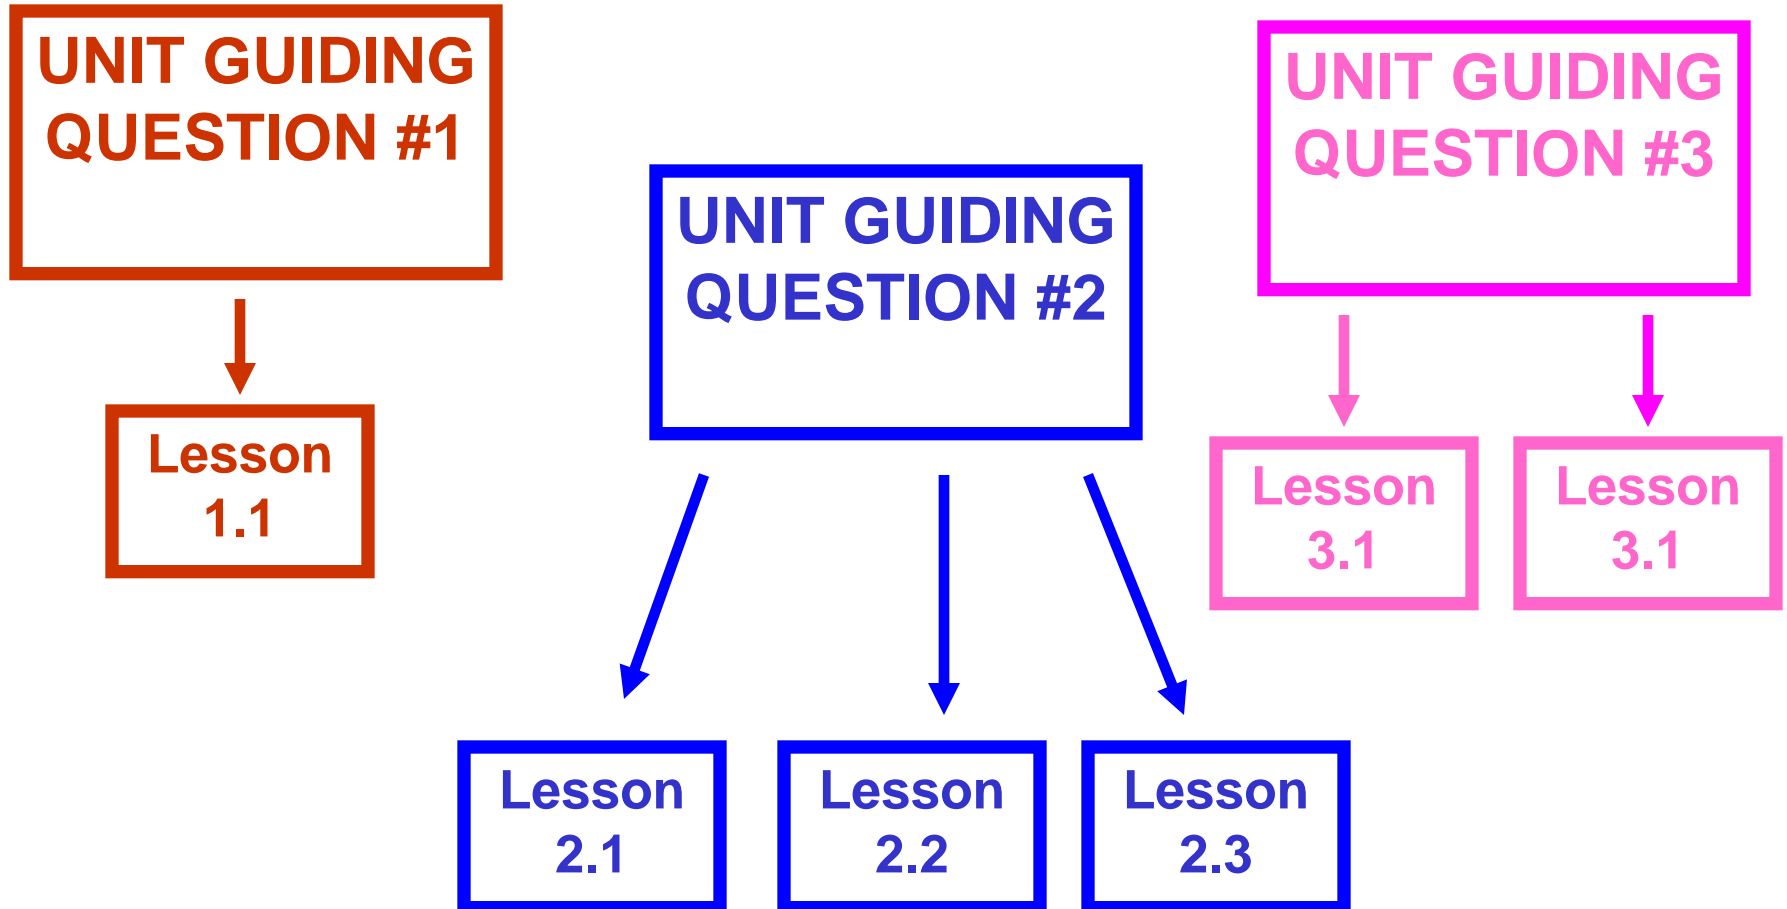 UNIT GUIDING
QUESTION #1
Lesson
1.1
UNIT GUIDING
QUESTION #2
Lesson
2.1
Lesson
2.2
Lesson
2.3
UNIT GUIDING
QUESTION #3
Lesson
3.1
Lesson
3.1